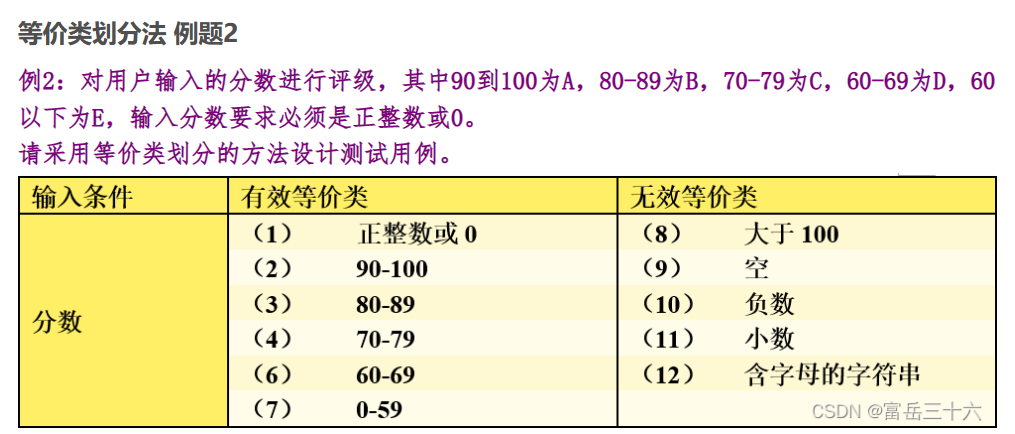 等价类划分法 例题2
例2：对用户输入的分数进行评级，其中90到100为A，80-89为B，70-79为C，60-69为D，60
以下为E，输入分数要求必须是正整数或0。
请采用等价类划分的方法设计测试用例。
输入条件 有效等价类 无效等价类
（1） 正整数或 0 （8） 大于 100
（2） 90-100 （9） 空
（3） 80-89 （10） 负数
分数
（4） 70-79 （11） 小数
（6） 60-69 （12） 含字母的字符串
（7） 0-59
CSDN @富岳三十六